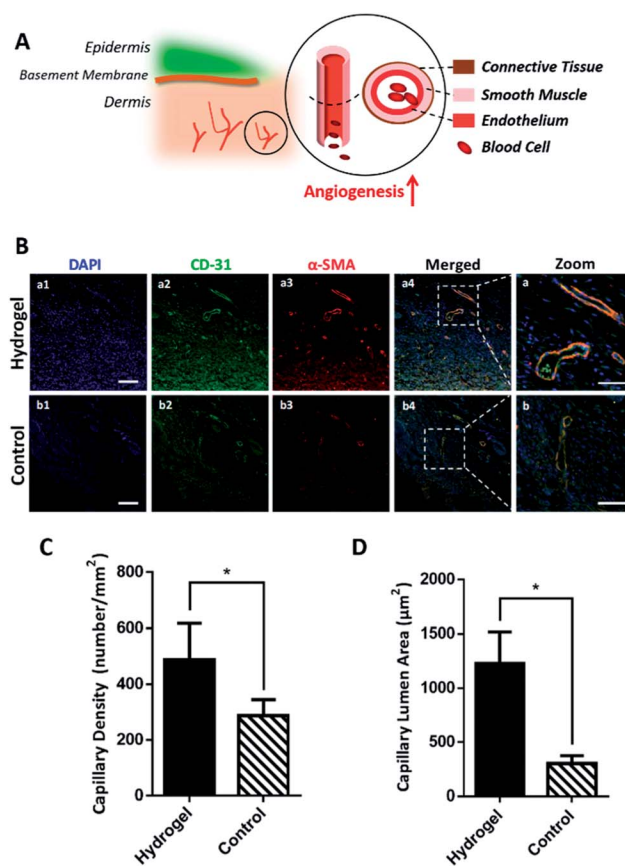 A
Epidermis
Basement Membrane
Dermis
Connective Tissue
Smooth Muscle
Endothelium
Blood Cell
Angiogenesis ↑
B
DAPI
CD-31
α-SMA
Merged
Zoom
Hydrogel
a1
a2
a3
a4
a
Control
b1
b2
b3
b4
b
C
Capillary Density (number/mm²)
800
600
400
200
0
*
Hydrogel
Control
D
Capillary Lumen Area (μm²)
2000
1500
1000
500
0
*
Hydrogel
Control